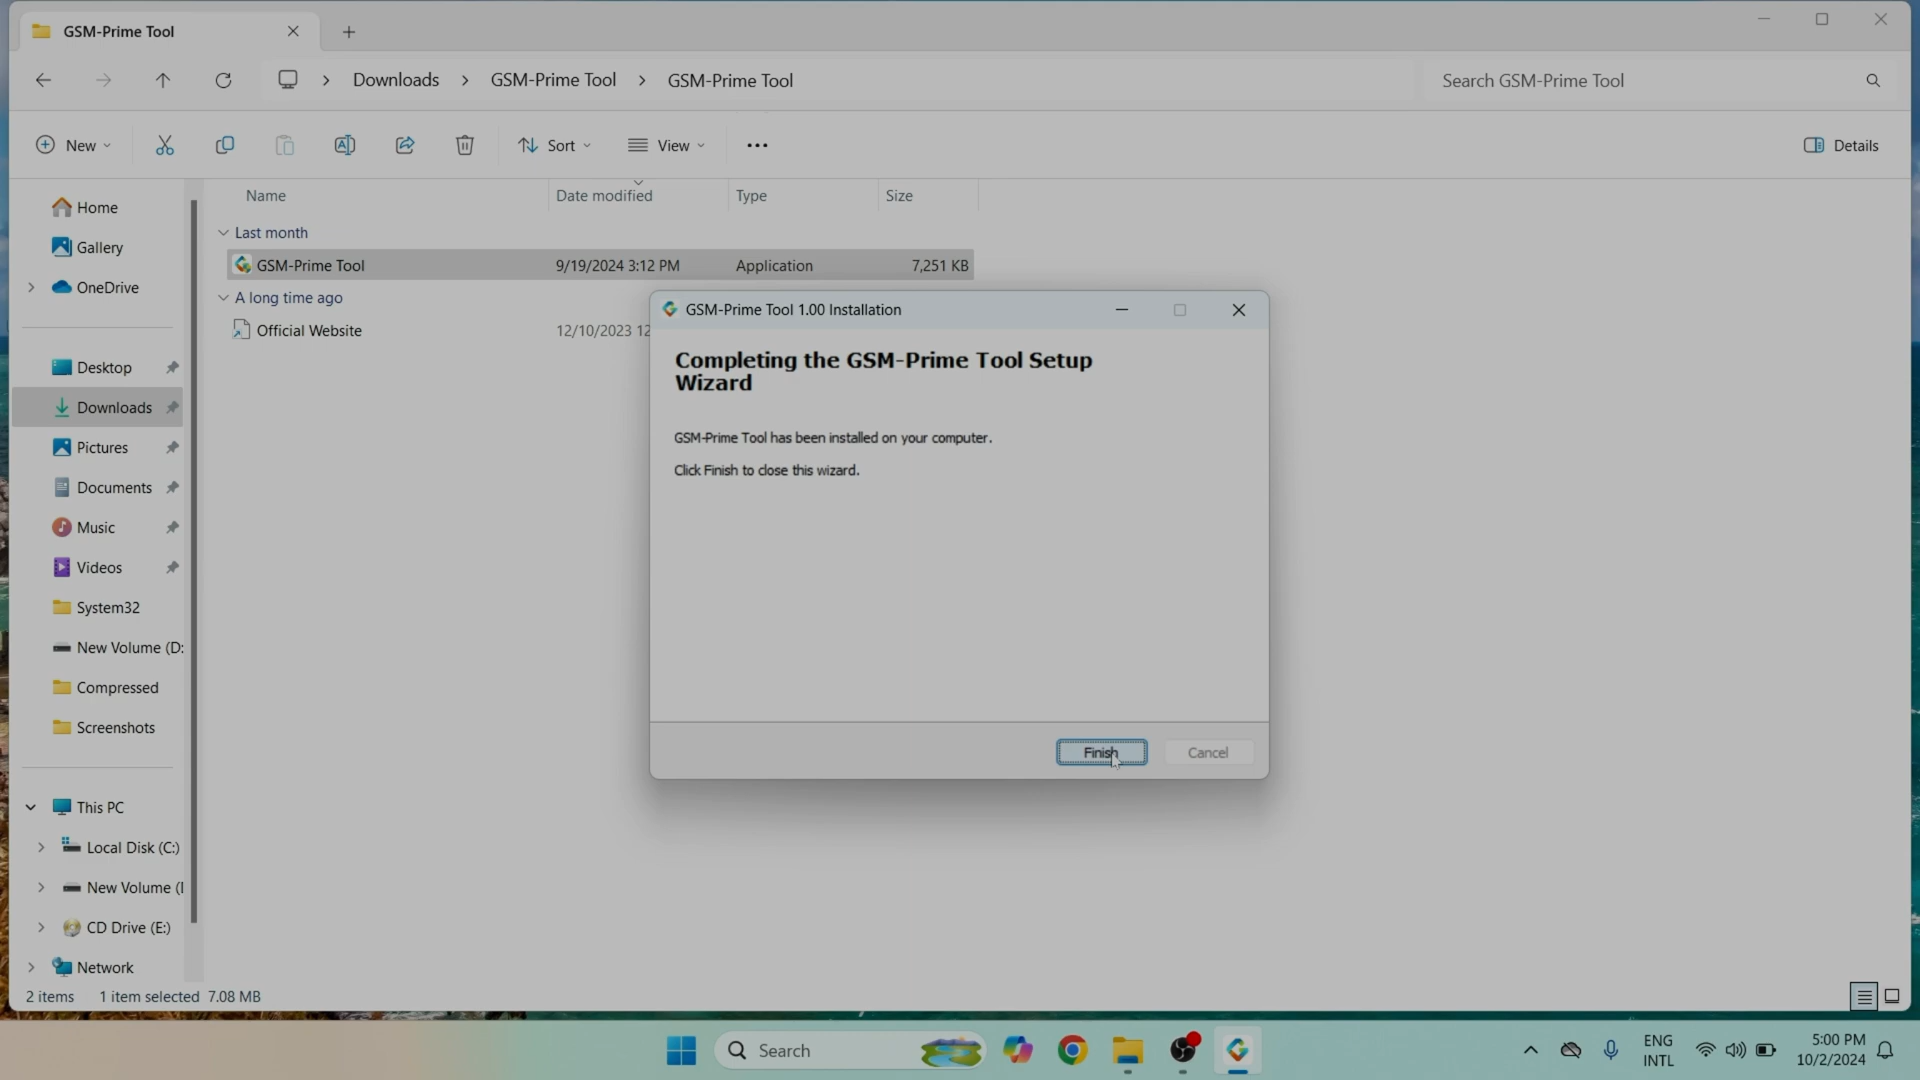 GSM-Prime Tool
Downloads
GSM-Prime Tool
GSM-Prime Tool
Search GSM-Prime Tool
New
Sort
View
Details
Name
Date modified
Type
Size
Home
Gallery
OneDrive
Desktop
Downloads
Pictures
Documents
Music
Videos
System32
New Volume (D:
Compressed
Screenshots
This PC
Local Disk (C:)
New Volume (
CD Drive (E:)
Network
Last month
GSM-Prime Tool 9/19/2024 3:12 PM Application 7,251 KB
A long time ago
Official Website 12/10/2023 12
GSM-Prime Tool 1.00 Installation
Completing the GSM-Prime Tool Setup
Wizard
GSM-Prime Tool has been installed on your computer.
Click Finish to close this wizard.
Finish
Cancel
2 items 1 item selected 7.08 MB
Search
ENG
INTL
5:00 PM
10/2/2024